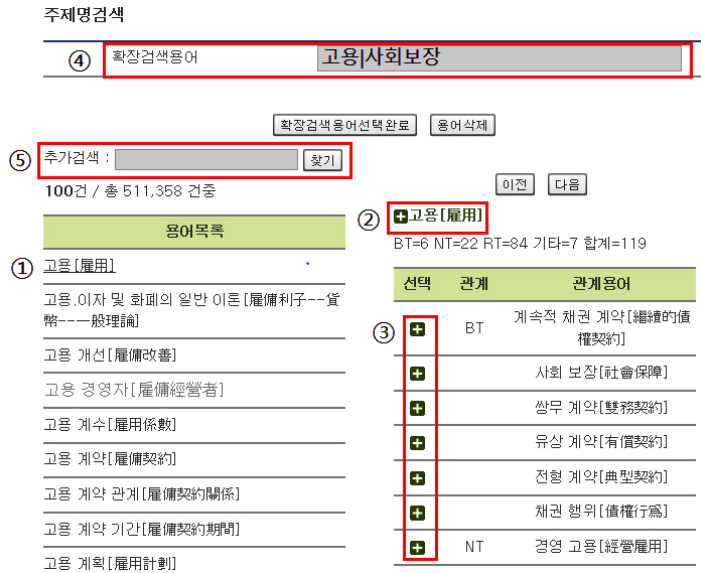 주제명검색
④ 확장검색용어 고용|사회보장
확장검색용어선택완료 용어삭제
⑤ 추가검색 : 찾기
100건 / 총 511,358 건중
이전 다음
용어목록
② 고용[雇用]
BT=6 NT=22 RT=84 기타=7 합계=119
① 고용[雇用]
고용,이자 및 화폐의 일반 이론[雇傭利子--貨
幣--一般理論]
고용 개선[雇傭改善]
고용 경영자[雇傭經營者]
고용 계수[雇用係數]
고용 계약[雇傭契約]
고용 계약 관계[雇傭契約關係]
고용 계약 기간[雇傭契約期間]
고용 계획[雇用計劃]
선택 관계 관계용어
③ BT 계속적 채권 계약[繼續的債
權契約]
사회 보장[社會保障]
쌍무 계약[雙務契約]
유상 계약[有償契約]
전형 계약[典型契約]
채권 행위[債權行爲]
NT 경영 고용[經營雇用]